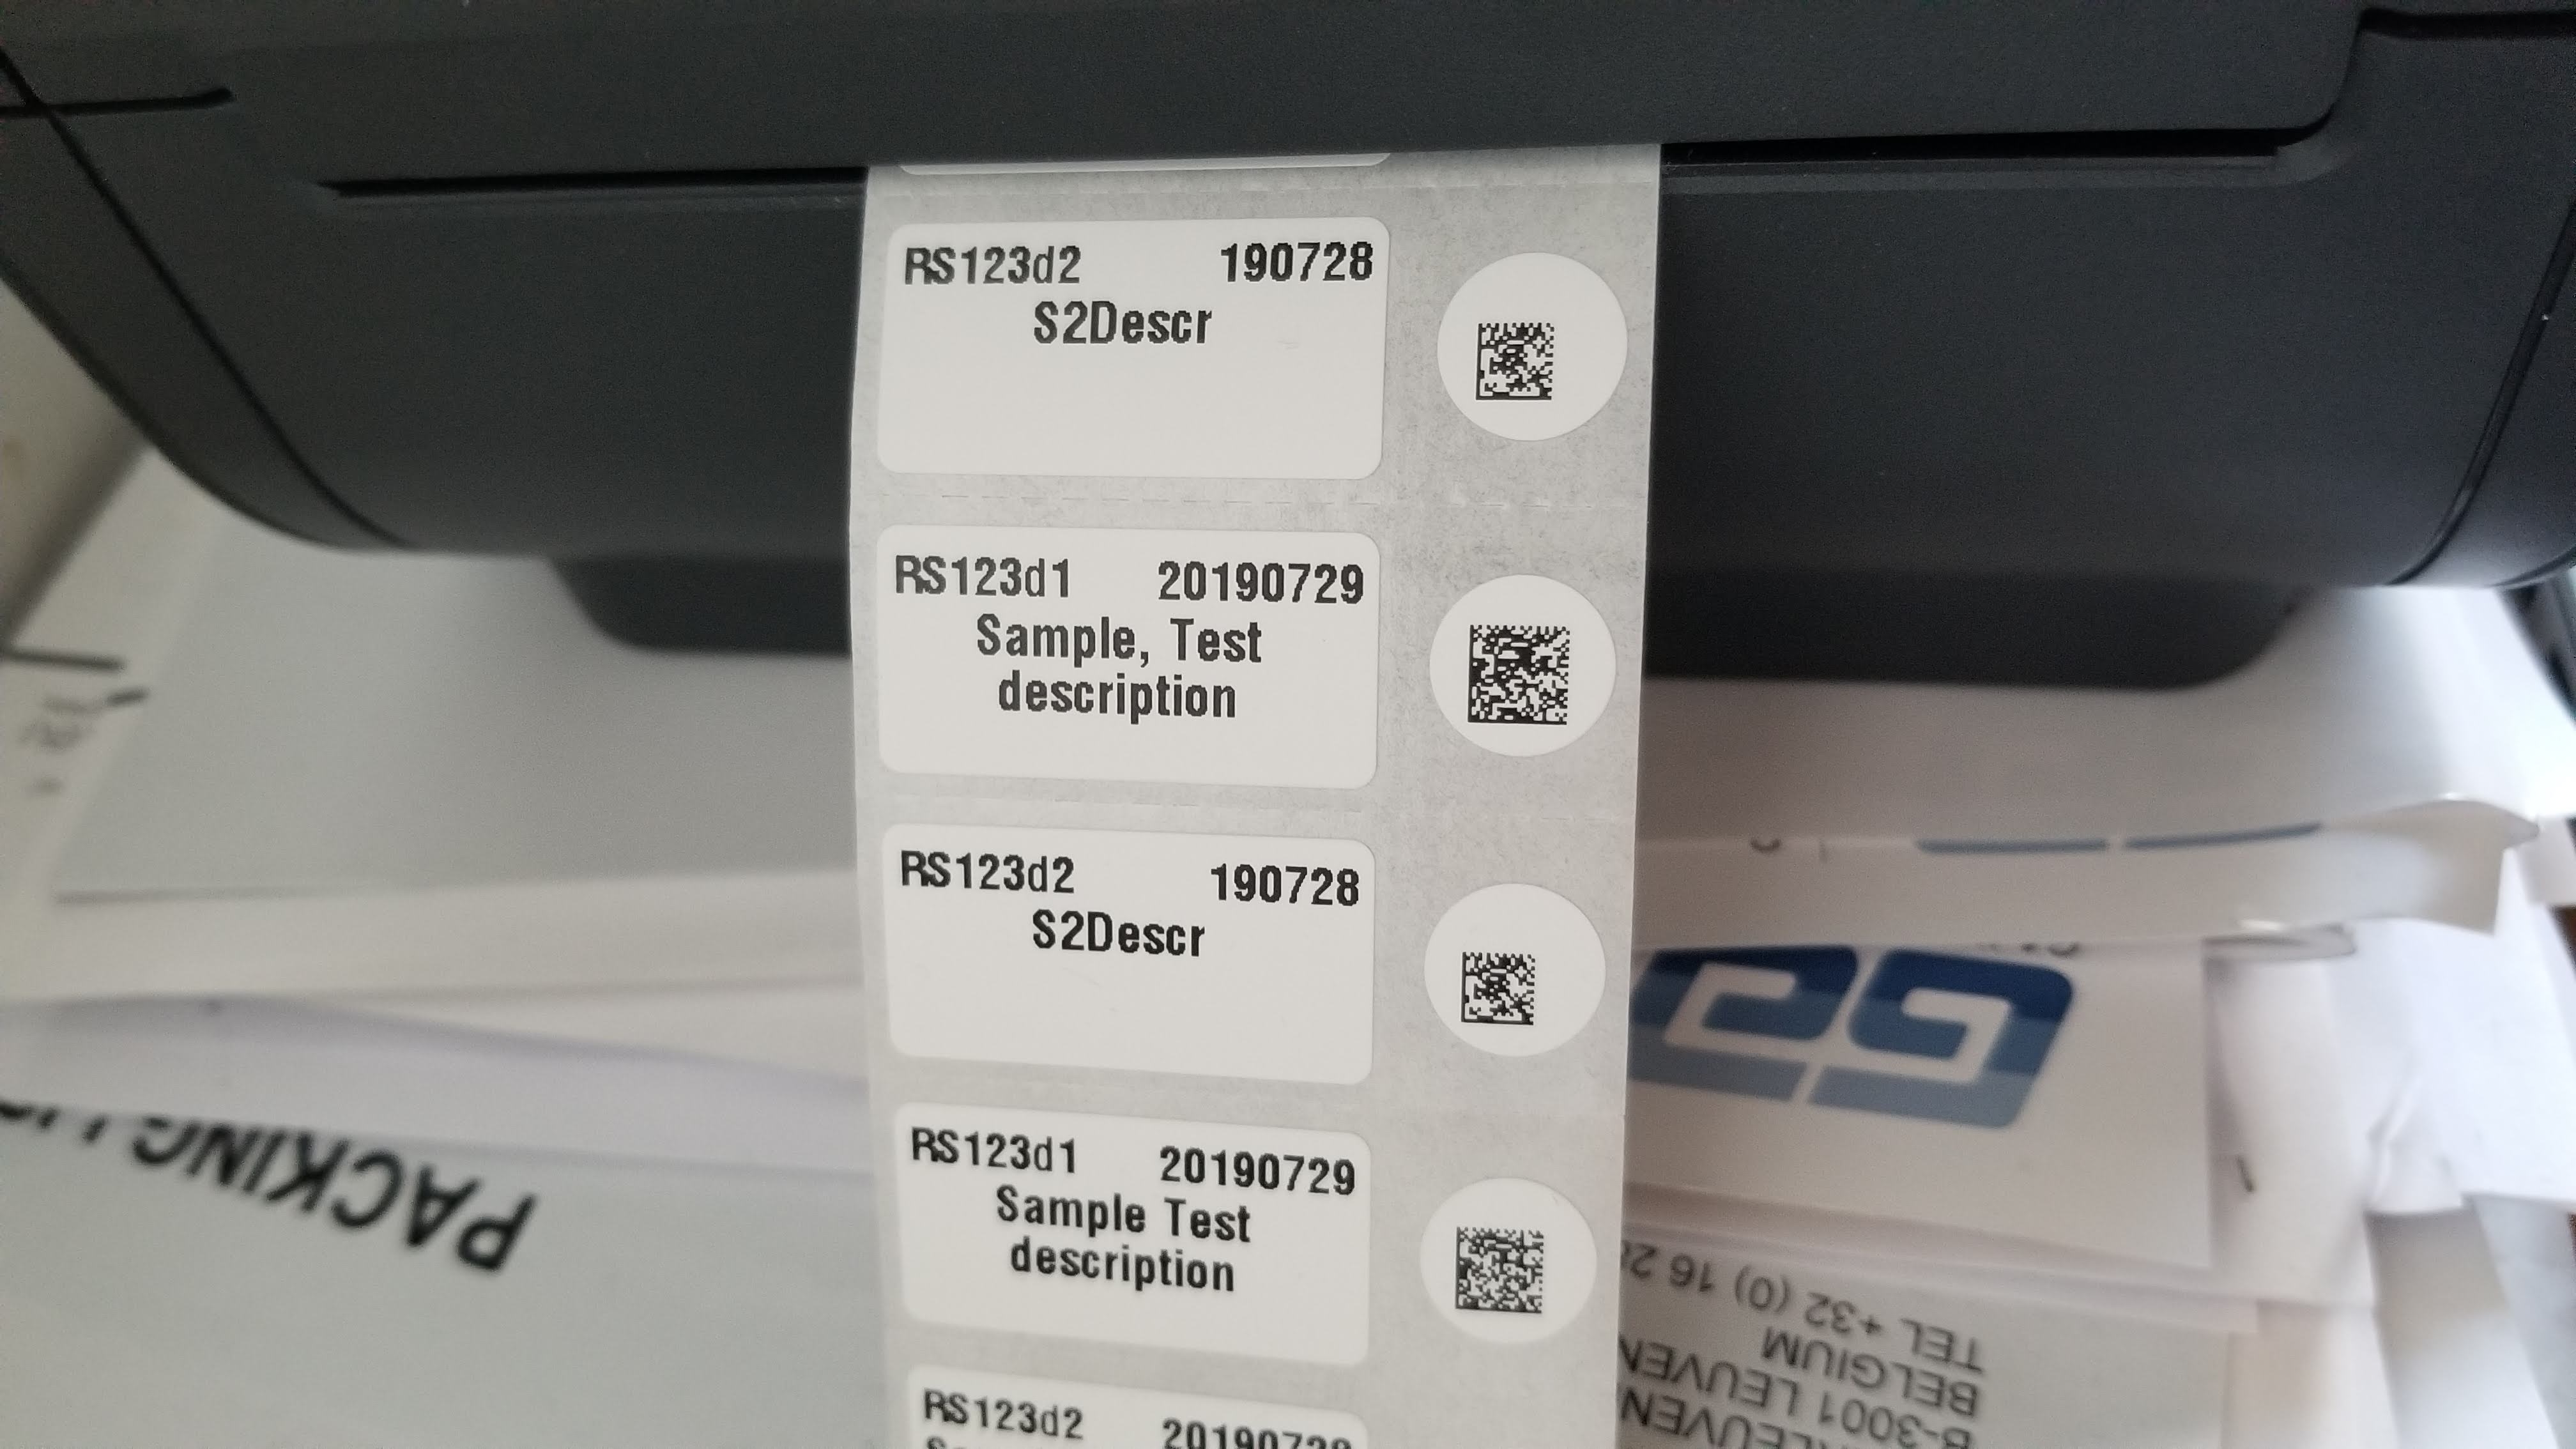 RS123d2 190728
S2Descr
RS123d1 20190729
Sample, Test
description
RS123d2 190728
S2Descr
RS123d1 20190729
Sample Test
description
RS123d2
PACKING
TEL +32 (0) 16
BELGIUM
B-3001 LEUVEN